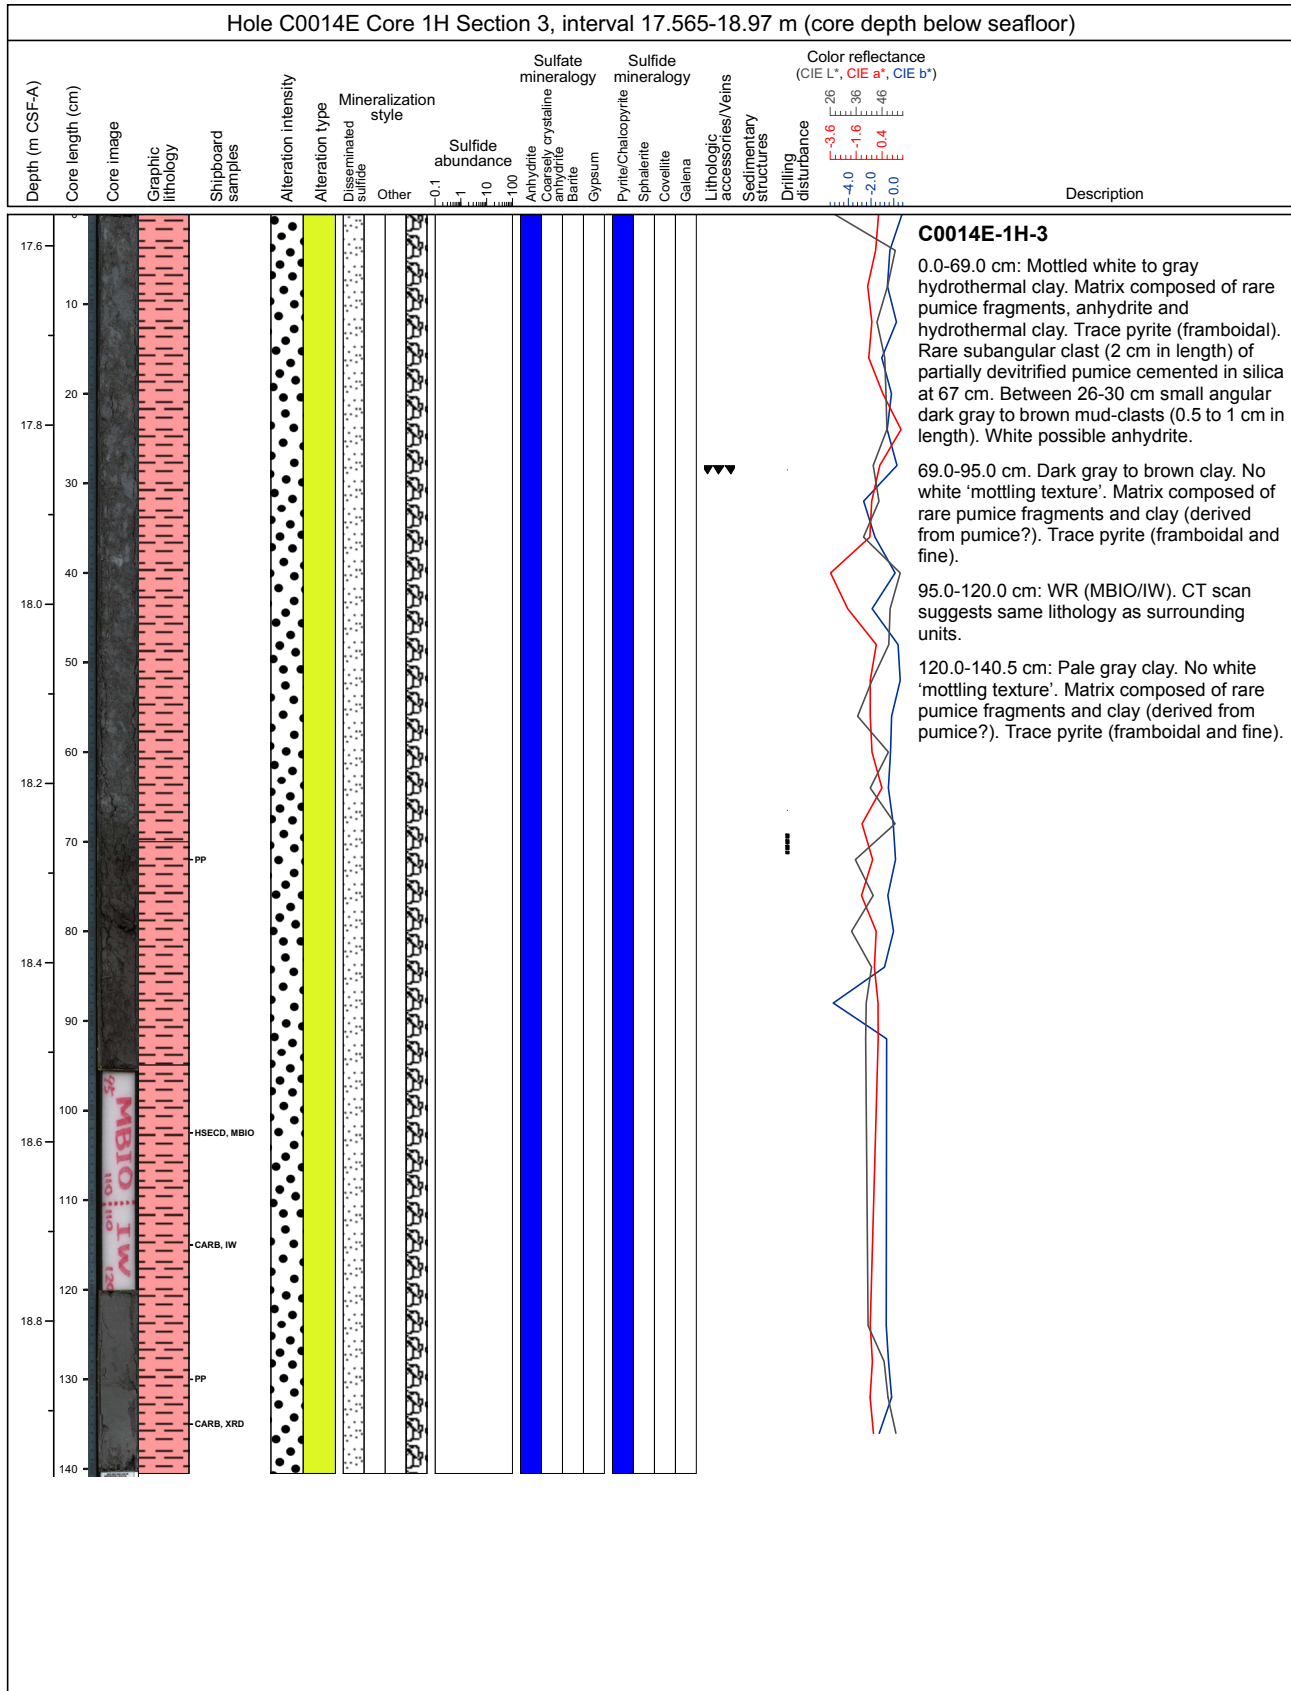 Hole C0014E Core 1H Section 3, interval 17.565-18.97 m (core depth below seafloor)
Depth (m CSF-A)
Core length (cm)
Core image
Graphic
lithology
Shipboard
samples
Alteration intensity
Alteration type
Mineralization
style
Disseminated
sulfide
Other
Sulfide
abundance
0.1
1
10
100
Sulfate
mineralogy
Anhydrite
Coarsely crystaline
anhydrite
Barite
Gypsum
Sulfide
mineralogy
Pyrite/Chalcopyrite
Sphalerite
Covellite
Galena
Lithologic
accessories/Veins
Sedimentary
structures
Drilling
disturbance
Color reflectance
(CIE L*, CIE a*, CIE b*)
26
36
46
-3.6
-1.6
0.4
-4.0
-2.0
0.0
Description
17.6
17.8
18.0
18.2
18.4
18.6
18.8
0
10
20
30
40
50
60
70
80
90
100
110
120
130
140
95
MBIO
110
110
IW
120
PP
HSECD, MBIO
CARB, IW
PP
CARB, XRD
C0014E-1H-3
0.0-69.0 cm: Mottled white to gray
hydrothermal clay. Matrix composed of rare
pumice fragments, anhydrite and
hydrothermal clay. Trace pyrite (framboidal).
Rare subangular clast (2 cm in length) of
partially devitrified pumice cemented in silica
at 67 cm. Between 26-30 cm small angular
dark gray to brown mud-clasts (0.5 to 1 cm in
length). White possible anhydrite.
69.0-95.0 cm. Dark gray to brown clay. No
white ‘mottling texture’. Matrix composed of
rare pumice fragments and clay (derived
from pumice?). Trace pyrite (framboidal and
fine).
95.0-120.0 cm: WR (MBIO/IW). CT scan
suggests same lithology as surrounding
units.
120.0-140.5 cm: Pale gray clay. No white
‘mottling texture’. Matrix composed of rare
pumice fragments and clay (derived from
pumice?). Trace pyrite (framboidal and fine).